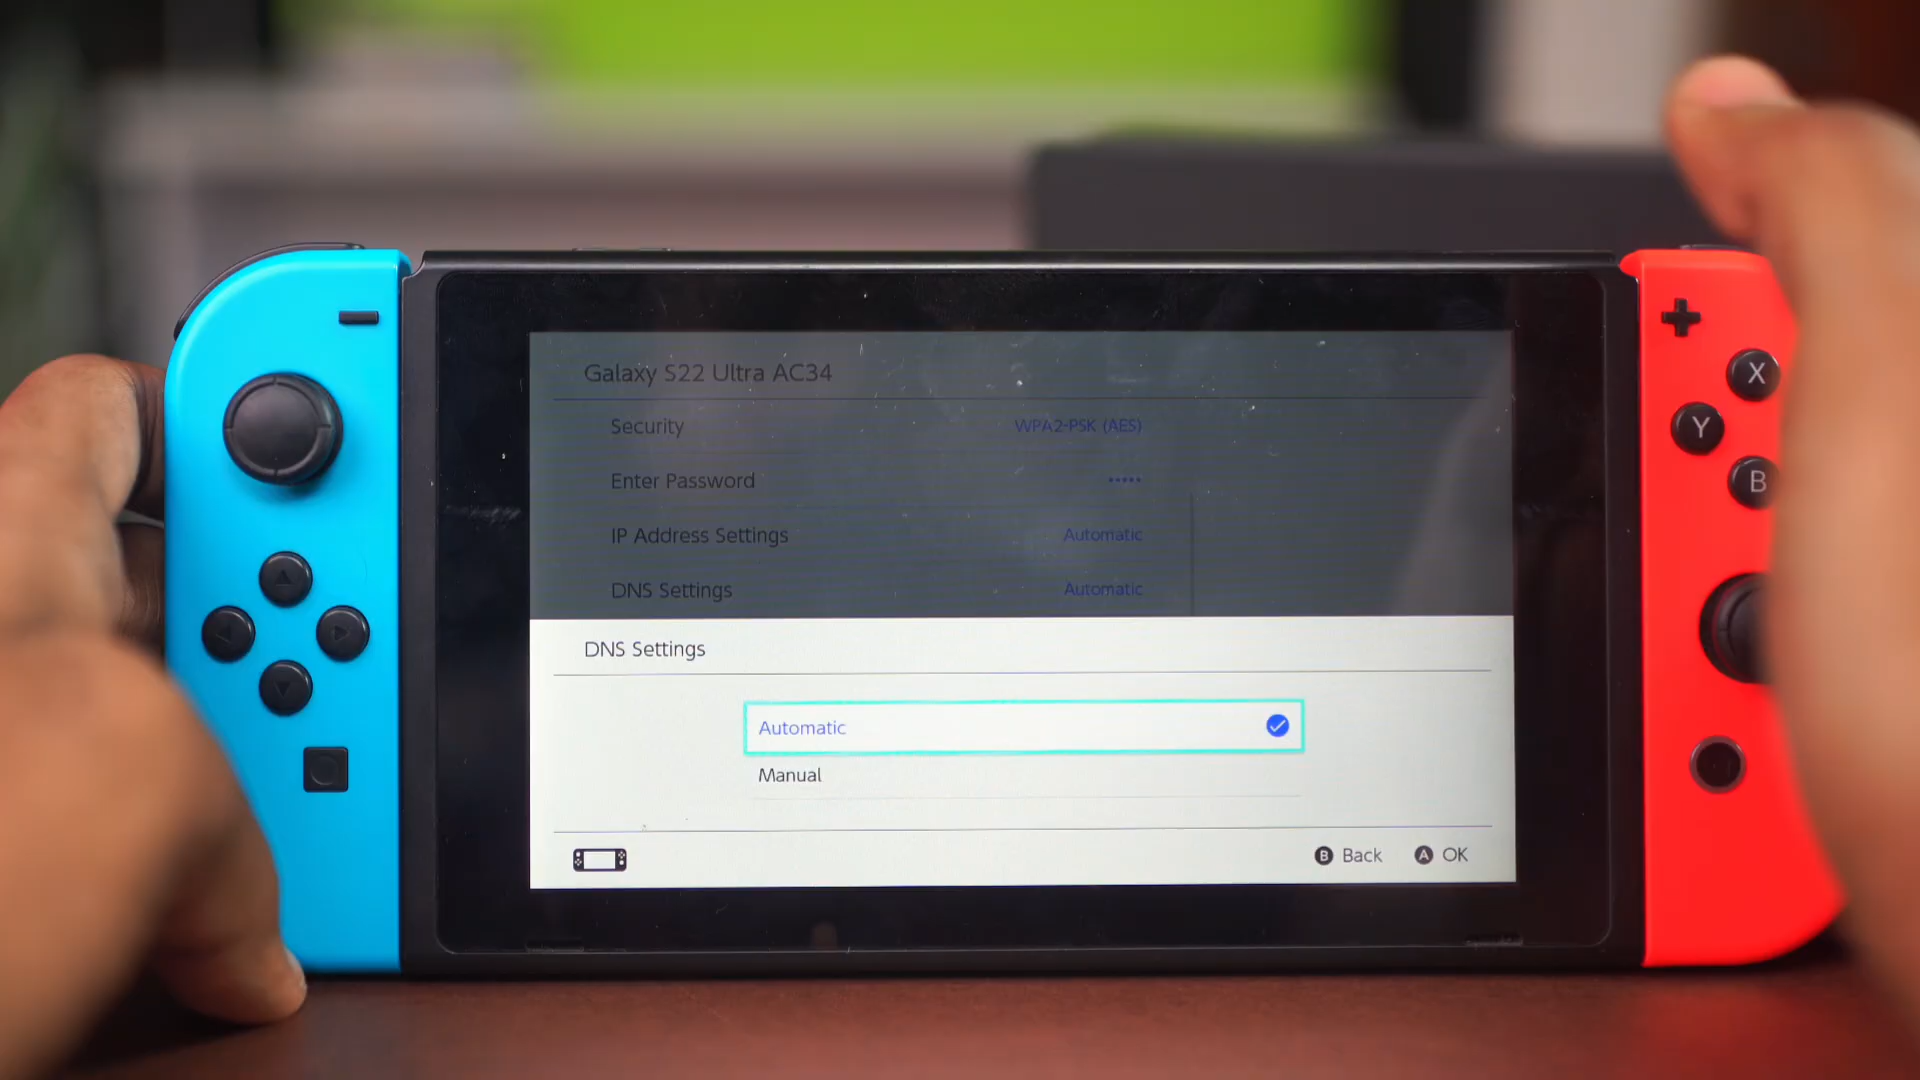 Galaxy S22 Ultra AC34
Security WPA2-PSK (AES)
Enter Password •••••
IP Address Settings Automatic
DNS Settings Automatic
DNS Settings
Automatic
Manual
B Back A OK
X
Y
B